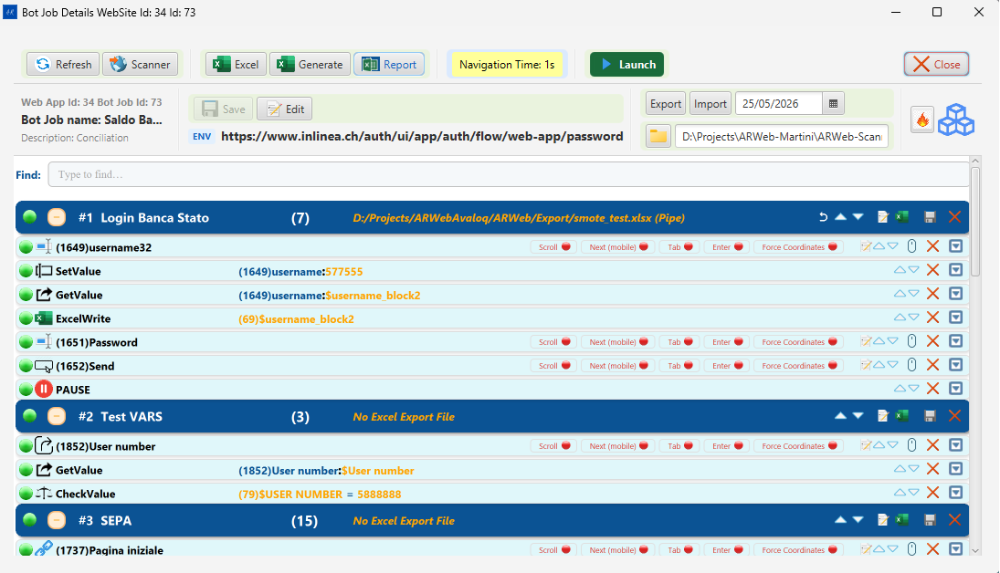 Bot Job Details WebSite Id: 34 Id: 73
Refresh Scanner Excel Generate Report Navigation Time: 1s Launch Close
Web App Id: 34 Bot Job Id: 73
Bot Job name: Saldo Ba...
Description: Conciliation
Save Edit
ENV https://www.inlinea.ch/auth/ui/app/auth/flow/web-app/password
Export Import 25/05/2026
D:\Projects\ARWeb-Martini\ARWeb-Scan
Find: Type to find...
#1 Login Banca Stato (7) D:/Projects/ARWebAvaloq/ARWeb/Export/smote_test.xlsx (Pipe)
(1649)username32 Scroll Next (mobile) Tab Enter Force Coordinates
SetValue (1649)username:577555
GetValue (1649)username:$username_block2
ExcelWrite (69)$username_block2
(1651)Password Scroll Next (mobile) Tab Enter Force Coordinates
(1652)Send Scroll Next (mobile) Tab Enter Force Coordinates
PAUSE
#2 Test VARS (3) No Excel Export File
(1852)User number Scroll Next (mobile) Tab Enter Force Coordinates
GetValue (1852)User number:$User number
CheckValue (79)$USER NUMBER = 5888888
#3 SEPA (15) No Excel Export File
(1737)Pagina iniziale Scroll Next (mobile) Tab Enter Force Coordinates